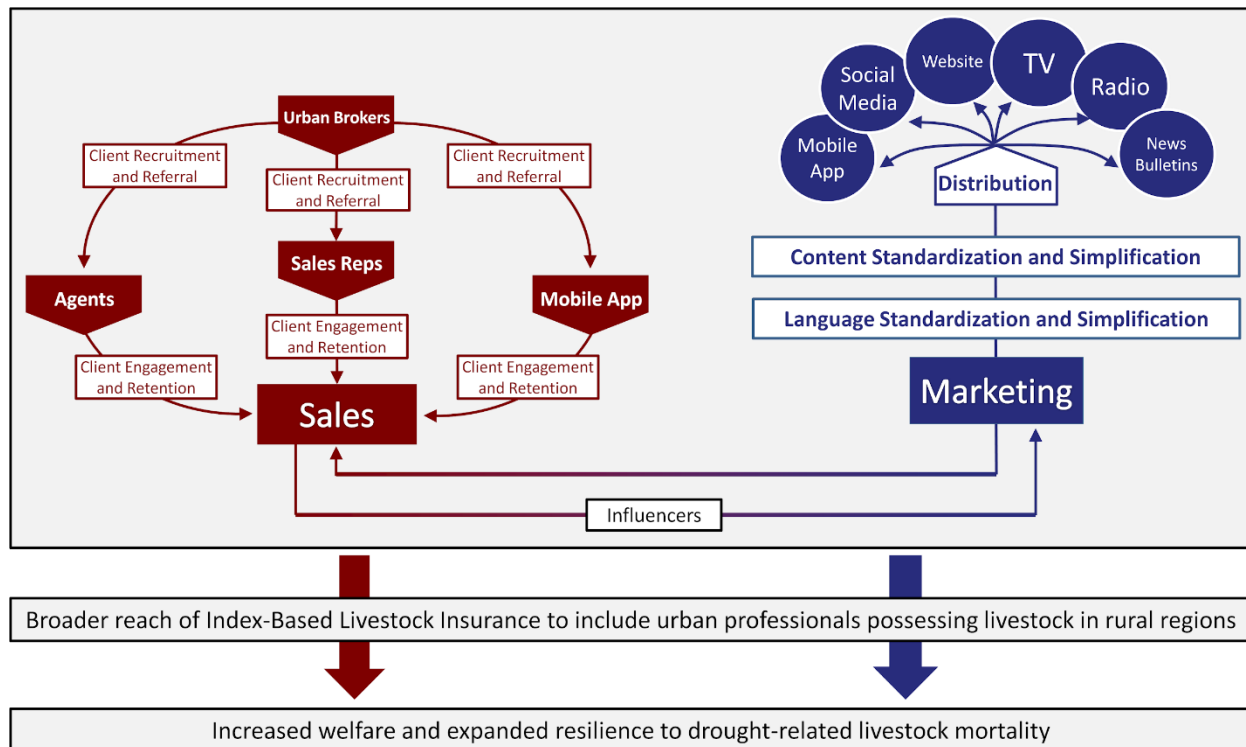 Urban Brokers
Client Recruitment
and Referral
Client Recruitment
and Referral
Client Recruitment
and Referral
Agents
Sales Reps
Mobile App
Client Engagement
and Retention
Client Engagement
and Retention
Client Engagement
and Retention
Sales
Mobile
App
Social
Media
Website
TV
Radio
News
Bulletins
Distribution
Content Standardization and Simplification
Language Standardization and Simplification
Marketing
Influencers
Broader reach of Index-Based Livestock Insurance to include urban professionals possessing livestock in rural regions
Increased welfare and expanded resilience to drought-related livestock mortality